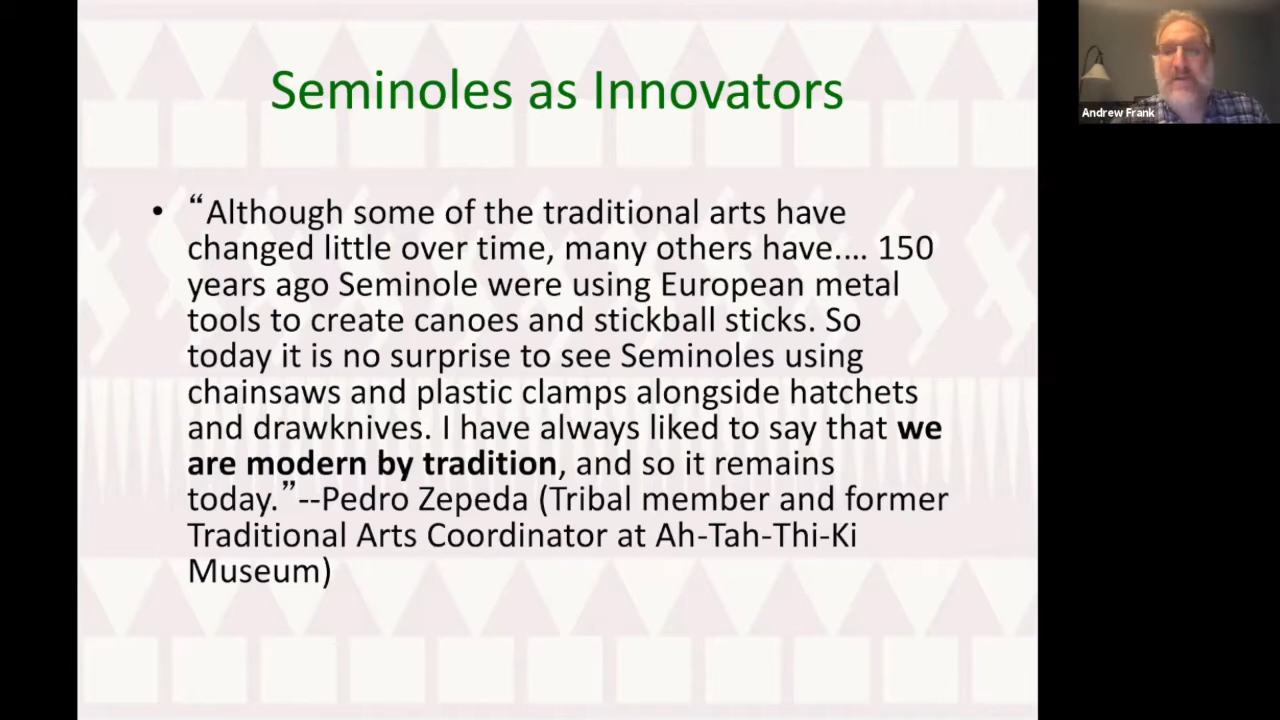 Seminoles as Innovators
• “Although some of the traditional arts have
changed little over time, many others have.... 150
years ago Seminole were using European metal
tools to create canoes and stickball sticks. So
today it is no surprise to see Seminoles using
chainsaws and plastic clamps alongside hatchets
and drawknives. I have always liked to say that we
are modern by tradition, and so it remains
today.”--Pedro Zepeda (Tribal member and former
Traditional Arts Coordinator at Ah-Tah-Thi-Ki
Museum)
Andrew Frank